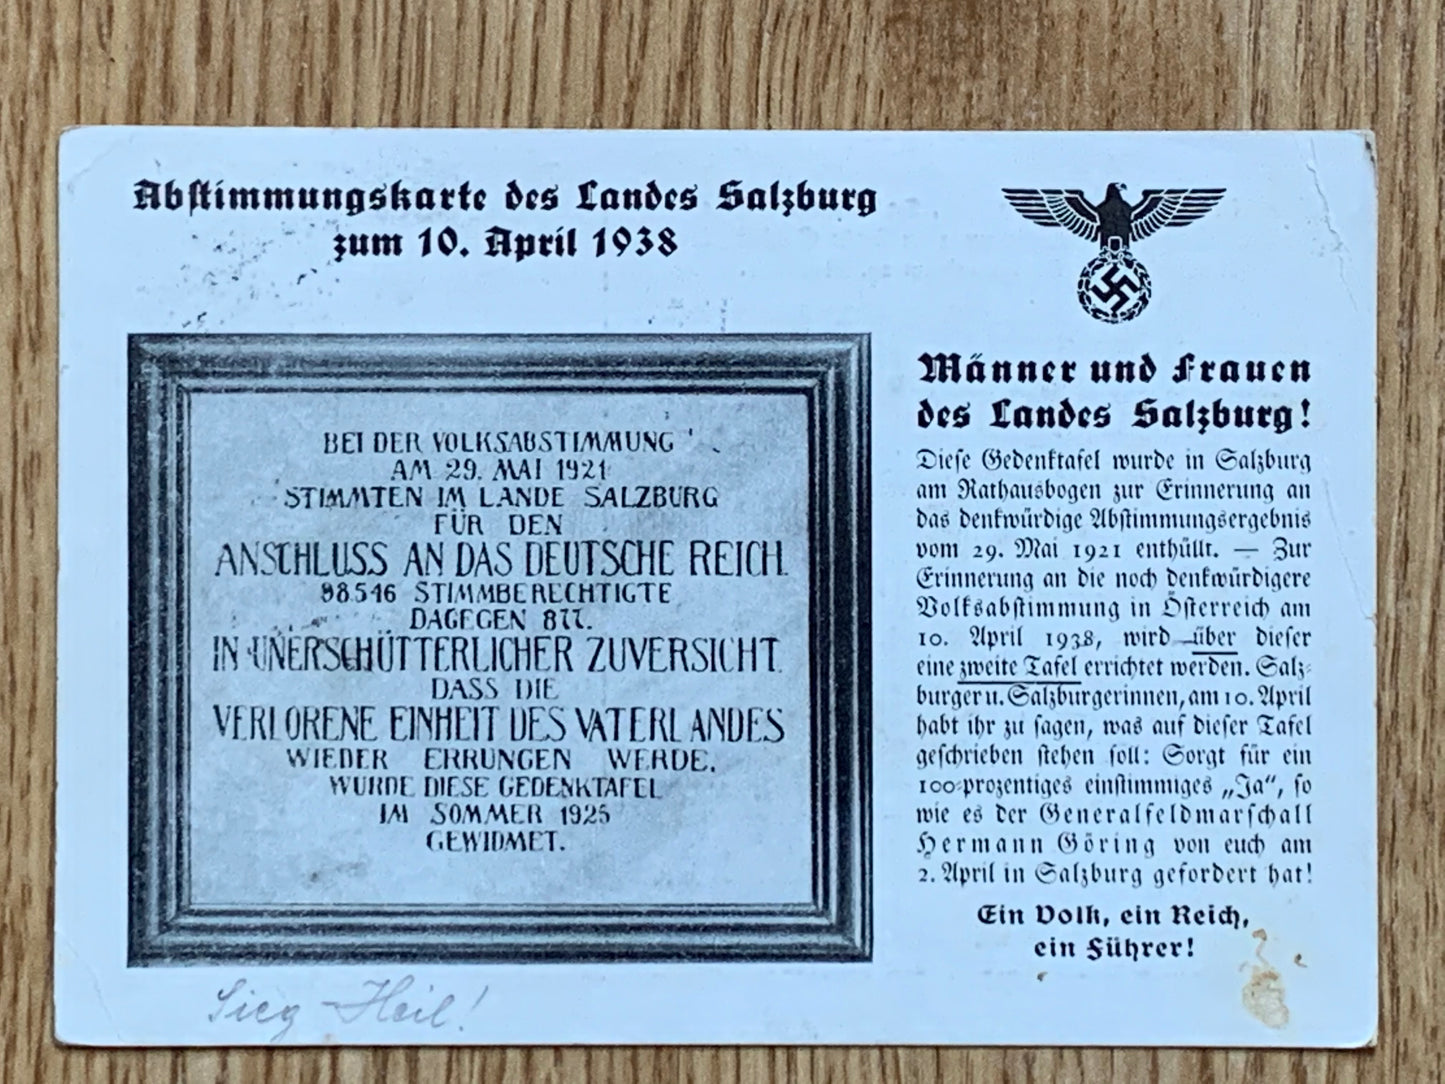 Abstimmungskarte des Landes Salzburg
zum 10. April 1938
BEI DER VOLKSABSTIMMUNG
AM 29. MAI 1921
STIMMTEN IM LANDE SALZBURG
FÜR DEN
ANSCHLUSS AN DAS DEUTSCHE REICH
98.546 STIMMBERECHTIGTE
DAGEGEN 877.
IN UNERSCHÜTTERLICHER ZUVERSICHT
DASS DIE
VERLORENE EINHEIT DES VATERLANDES
WIEDER ERRUNGEN WERDE,
WURDE DIESE GEDENKTAFEL
IM SOMMER 1925
GEWIDMET.
Sieg-Heil!
Männer und Frauen
des Landes Salzburg!
Diese Gedenktafel wurde in Salzburg
am Rathausbogen zur Erinnerung an
das denkwürdige Abstimmungsergebnis
vom 29. Mai 1921 enthüllt. — Zur
Erinnerung an die noch denkwürdigere
Volksabstimmung in Österreich am
10. April 1938, wird über dieser
eine zweite Tafel errichtet werden. Salz-
burger u. Salzburgerinnen, am 10. April
habt ihr zu sagen, was auf dieser Tafel
geschrieben stehen soll: Sorgt für ein
100-prozentiges einstimmiges „Ja“, so
wie es der Generalfeldmarschall
Hermann Göring von euch am
2. April in Salzburg gefordert hat!
Ein Volk, ein Reich,
ein Führer!